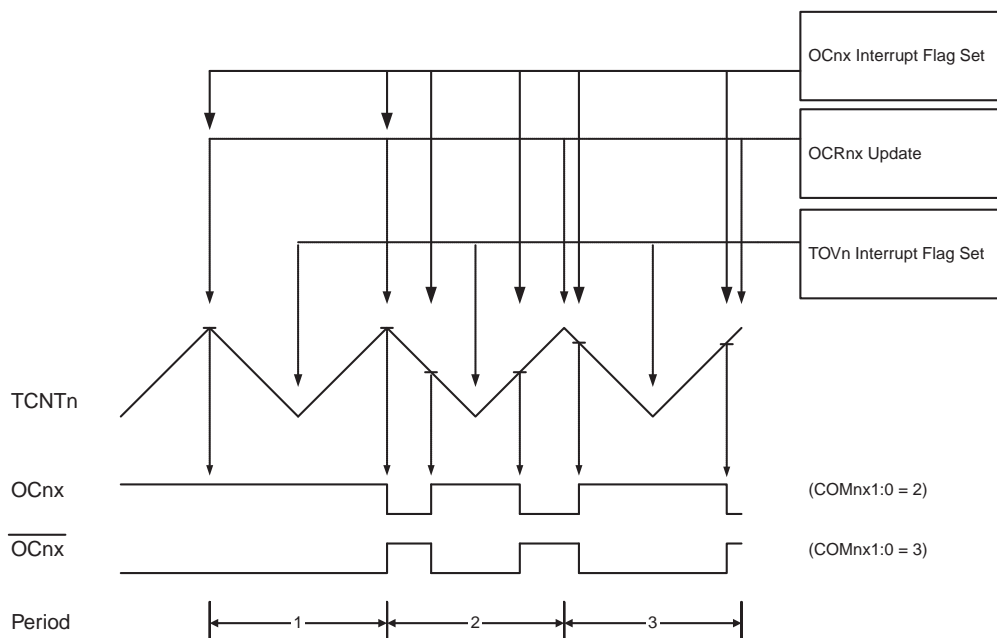 OCnx Interrupt Flag Set
OCRnx Update
TOVn Interrupt Flag Set
TCNTn
OCnx
(COMnx1:0 = 2)
OCnx
(COMnx1:0 = 3)
Period
1
2
3